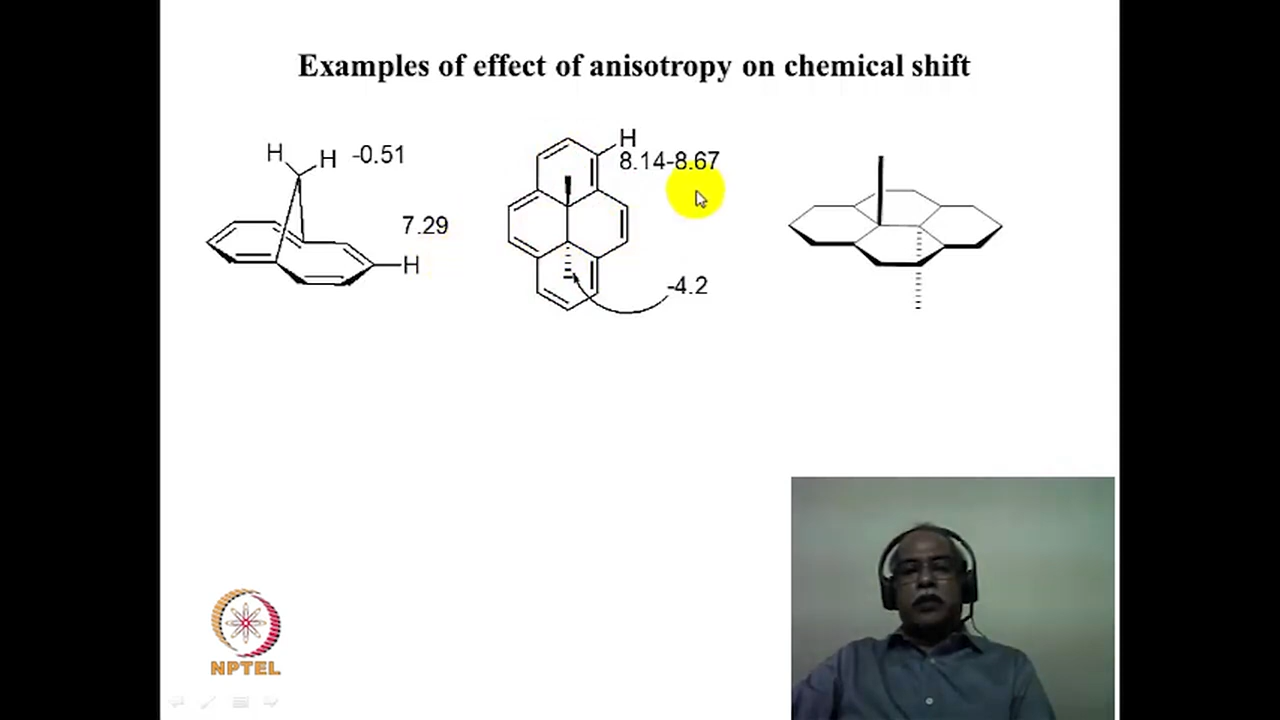 Examples of effect of anisotropy on chemical shift
H
H -0.51
7.29
H
H
8.14-8.67
-4.2
NPTEL